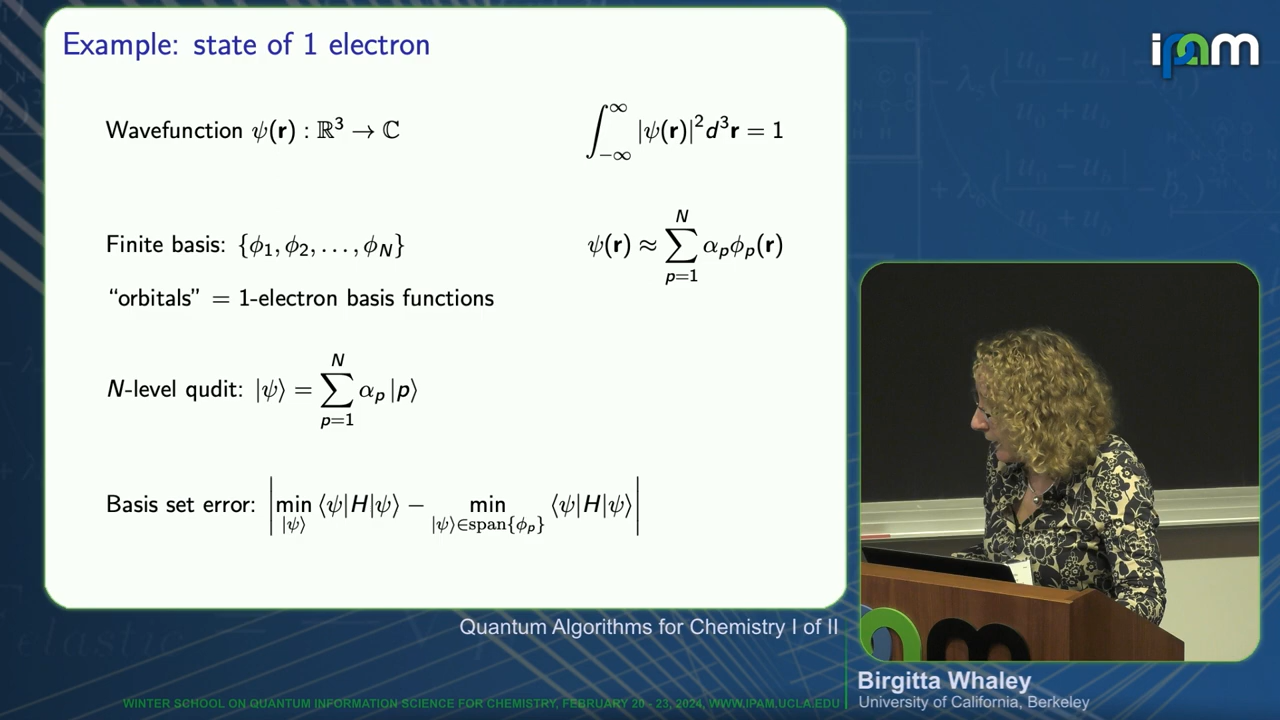 Example: state of 1 electron
ipam
Wavefunction ψ(r) : ℝ³ → ℂ
∫_{−∞}^{∞} |ψ(r)|² d³r = 1
Finite basis: {ϕ₁, ϕ₂, . . . , ϕ_N}
ψ(r) ≈ ∑_{p=1}^{N} α_p ϕ_p(r)
“orbitals” = 1-electron basis functions
N-level qudit: |ψ⟩ = ∑_{p=1}^{N} α_p |p⟩
Basis set error: | min_{|ψ⟩} ⟨ψ|H|ψ⟩ − min_{|ψ⟩∈span{ϕ_p}} ⟨ψ|H|ψ⟩ |
Quantum Algorithms for Chemistry I of II
Birgitta Whaley
University of California, Berkeley
WINTER SCHOOL ON QUANTUM INFORMATION SCIENCE FOR CHEMISTRY, FEBRUARY 20 - 23, 2024, WWW.IPAM.UCLA.EDU